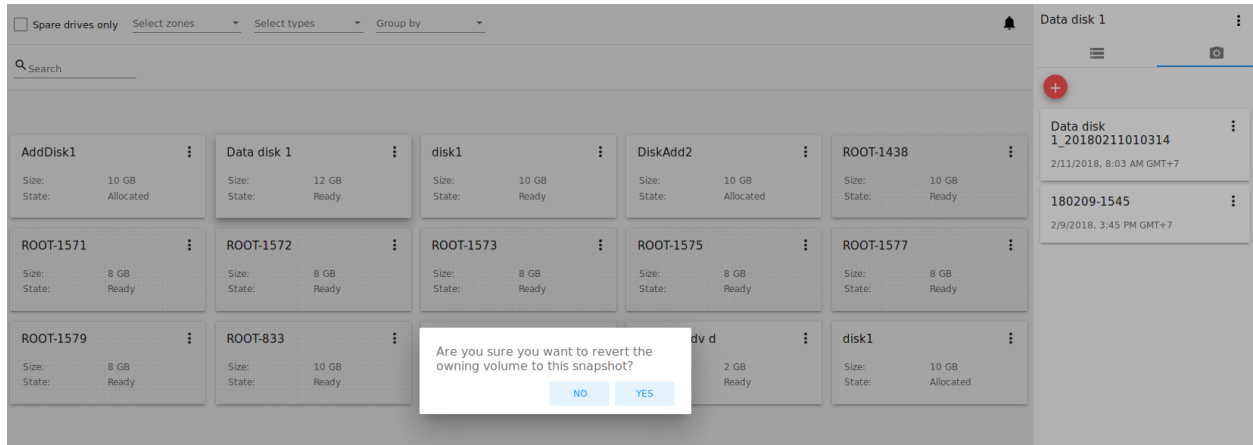 Spare drives only Select zones Select types Group by
Search
Data disk 1
AddDisk1
Size: 10 GB
State: Allocated
Data disk 1
Size: 12 GB
State: Ready
disk1
Size: 10 GB
State: Ready
DiskAdd2
Size: 10 GB
State: Allocated
ROOT-1438
Size: 10 GB
State: Ready
ROOT-1571
Size: 8 GB
State: Ready
ROOT-1572
Size: 8 GB
State: Ready
ROOT-1573
Size: 8 GB
State: Ready
ROOT-1575
Size: 8 GB
State: Ready
ROOT-1577
Size: 8 GB
State: Ready
ROOT-1579
Size: 8 GB
State: Ready
ROOT-833
Size: 10 GB
State: Ready
dv d
2 GB
Ready
disk1
Size: 10 GB
State: Allocated
Are you sure you want to revert the
owning volume to this snapshot?
NO YES
Data disk
1_20180211010314
2/11/2018, 8:03 AM GMT+7
180209-1545
2/9/2018, 3:45 PM GMT+7